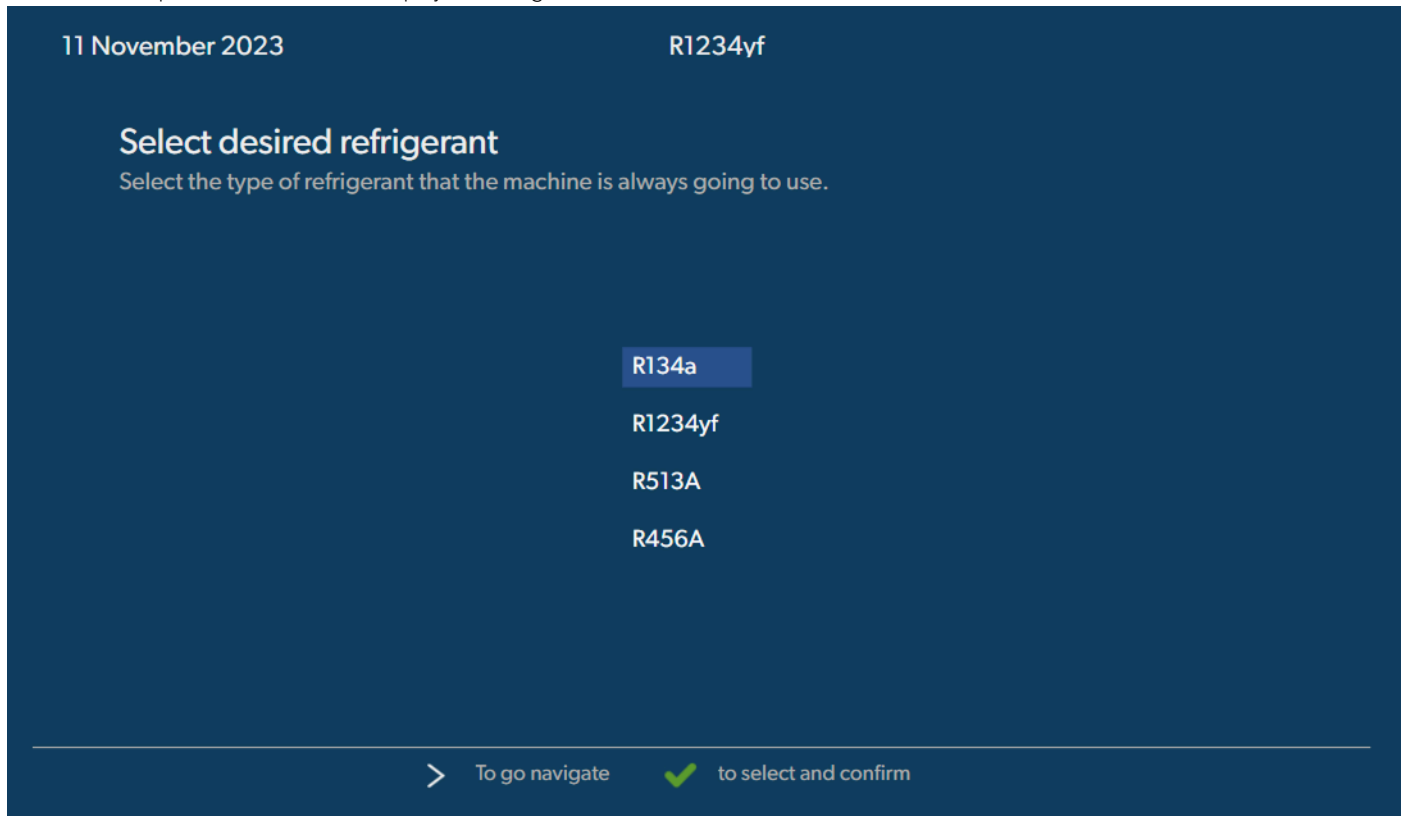 11 November 2023 R1234yf
Select desired refrigerant
Select the type of refrigerant that the machine is always going to use.
R134a
R1234yf
R513A
R456A
To go navigate to select and confirm